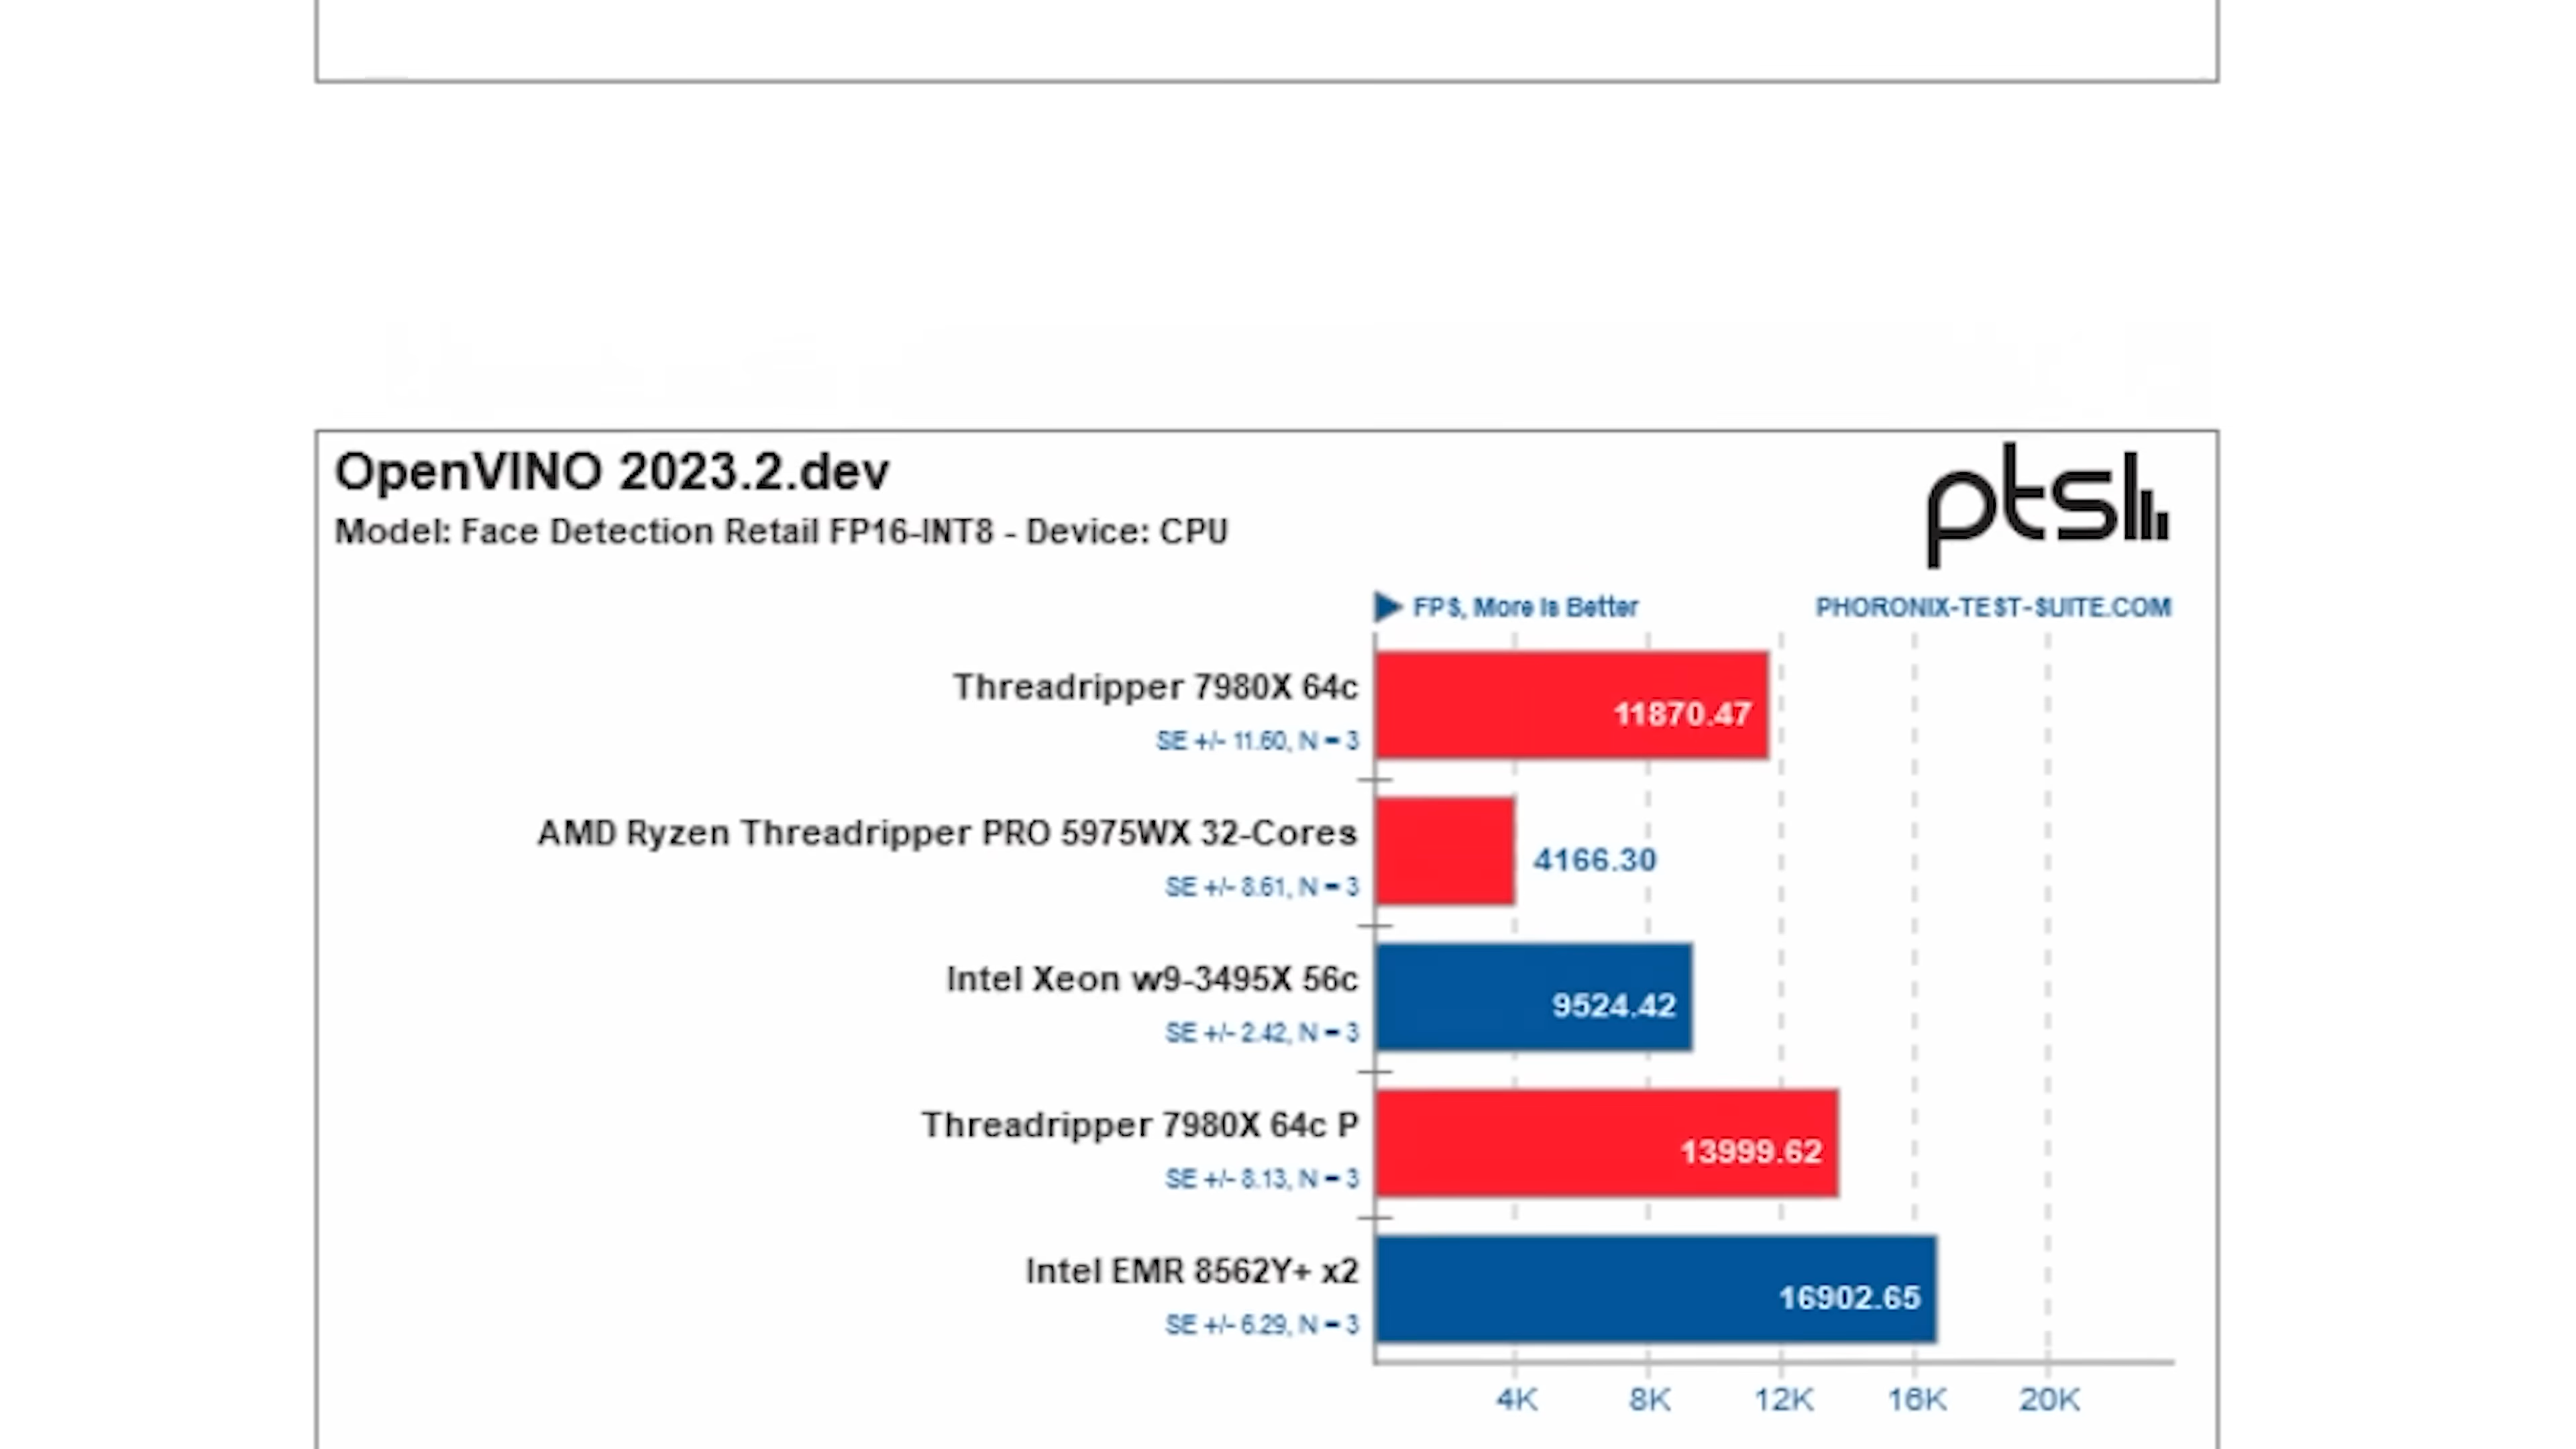 OpenVINO 2023.2.dev
Model: Face Detection Retail FP16-INT8 - Device: CPU
ptsl
FPS, More Is Better
PHORONIX-TEST-SUITE.COM
Threadripper 7980X 64c
SE +/- 11.60, N = 3
11870.47
AMD Ryzen Threadripper PRO 5975WX 32-Cores
SE +/- 8.61, N = 3
4166.30
Intel Xeon w9-3495X 56c
SE +/- 2.42, N = 3
9524.42
Threadripper 7980X 64c P
SE +/- 8.13, N = 3
13999.62
Intel EMR 8562Y+ x2
SE +/- 6.29, N = 3
16902.65
4K 8K 12K 16K 20K